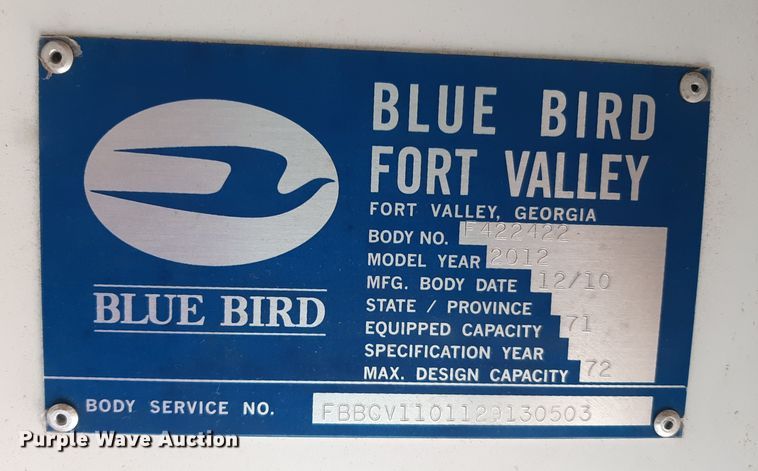 BLUE BIRD
FORT VALLEY
FORT VALLEY, GEORGIA
BODY NO. F422422
MODEL YEAR 2012
MFG. BODY DATE 12/10
STATE / PROVINCE
EQUIPPED CAPACITY 71
SPECIFICATION YEAR
MAX. DESIGN CAPACITY 72
BLUE BIRD
BODY SERVICE NO. FBBGV1101129130503
Purple Wave Auction